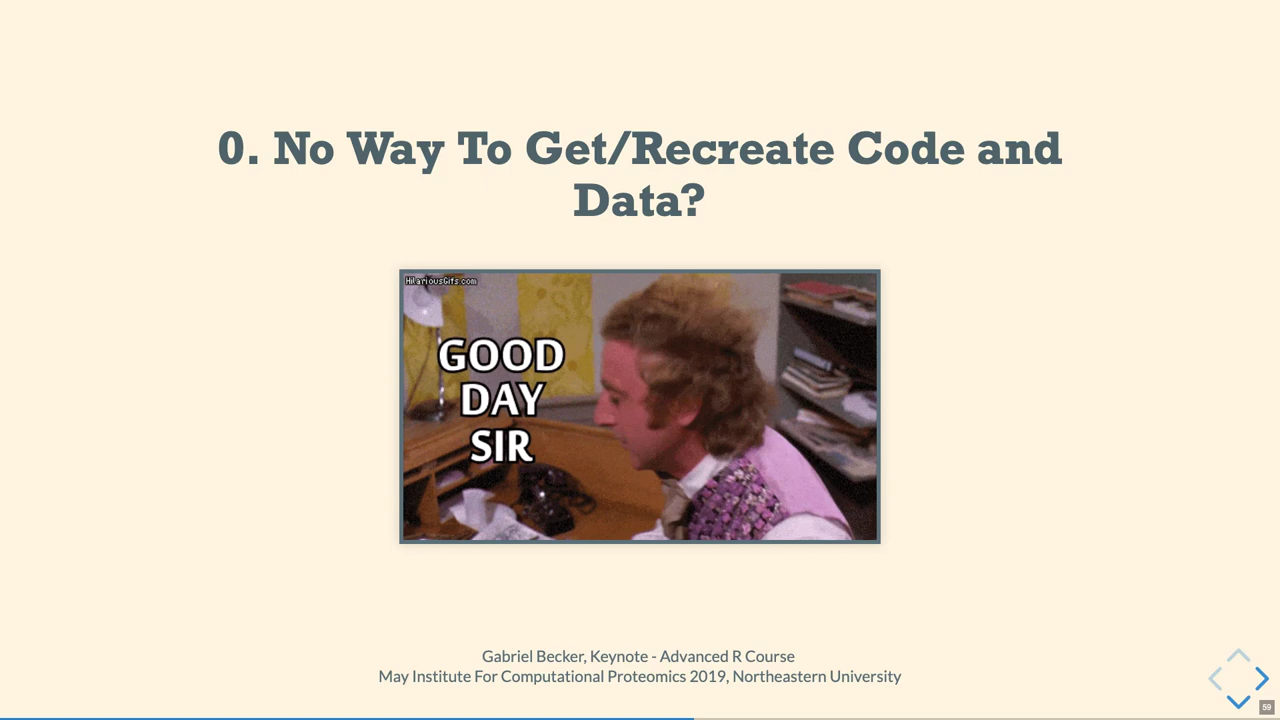 0. No Way To Get/Recreate Code and
Data?
HilariousGifs.com
GOOD
DAY
SIR
Gabriel Becker, Keynote - Advanced R Course
May Institute For Computational Proteomics 2019, Northeastern University
59